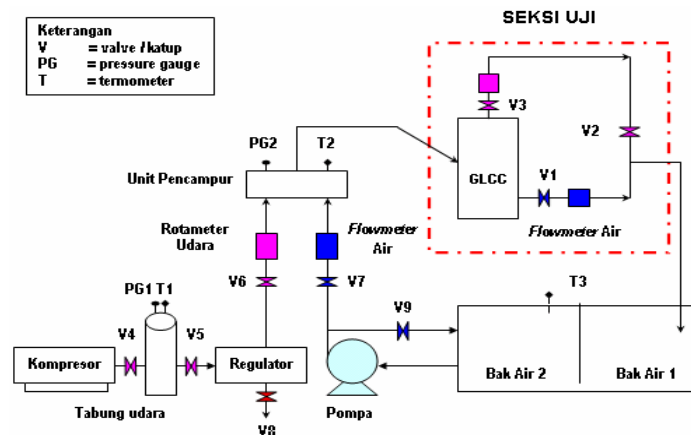 SEKSI UJI
Keterangan
V = valve / katup
PG = pressure gauge
T = termometer
V3
V2
PG2
T2
GLCC
V1
Unit Pencampur
Flowmeter
Air
Rotameter
Udara
Flowmeter
Air
V6
V7
T3
PG1 T1
V9
V4
V5
Kompresor
Regulator
Bak Air 2
Bak Air 1
Tabung udara
V8
Pompa